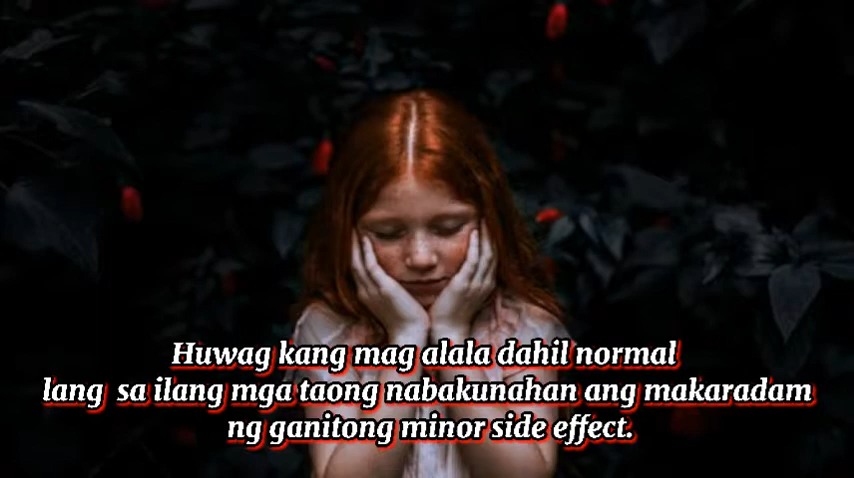 Huwag kang mag alala dahil normal
lang sa ilang mga taong nabakunahan ang makaradam
ng ganitong minor side effect.